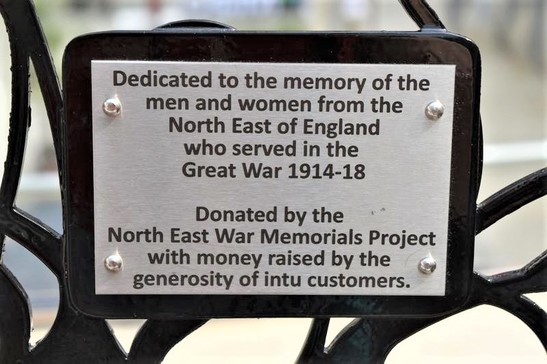 Dedicated to the memory of the
men and women from the
North East of England
who served in the
Great War 1914-18
Donated by the
North East War Memorials Project
with money raised by the
generosity of intu customers.